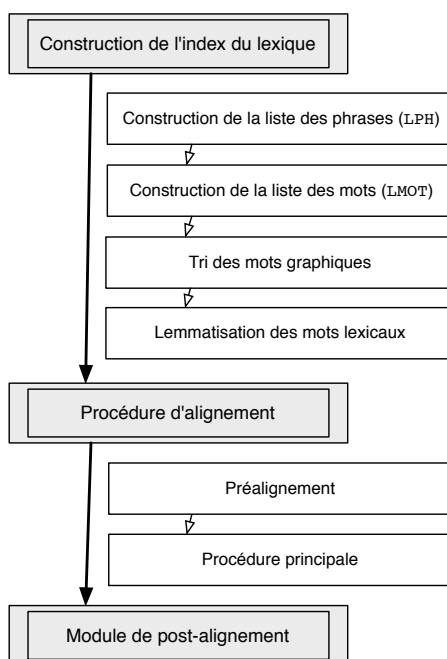 Construction de l'index du lexique
Construction de la liste des phrases (LPH)
Construction de la liste des mots (LMOT)
Tri des mots graphiques
Lemmatisation des mots lexicaux
Procédure d'alignement
Préalignement
Procédure principale
Module de post-alignement